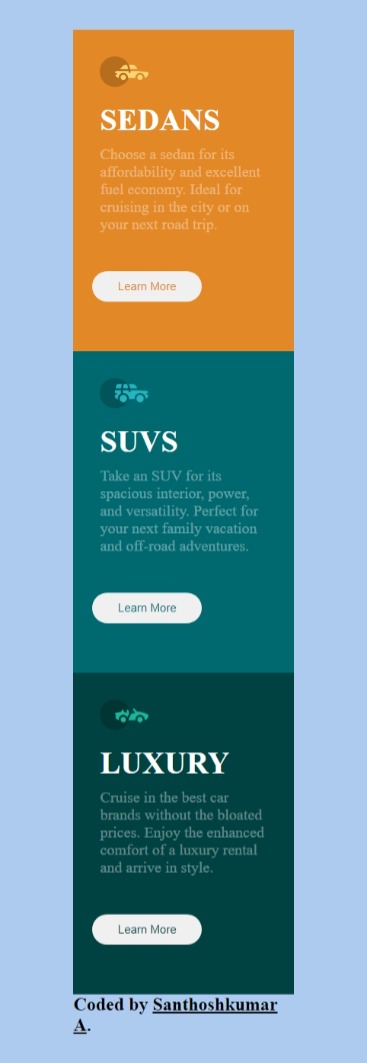 SEDANS
Choose a sedan for its
affordability and excellent
fuel economy. Ideal for
cruising in the city or on
your next road trip.
Learn More
SUVS
Take an SUV for its
spacious interior, power,
and versatility. Perfect for
your next family vacation
and off-road adventures.
Learn More
LUXURY
Cruise in the best car
brands without the bloated
prices. Enjoy the enhanced
comfort of a luxury rental
and arrive in style.
Learn More
Coded by Santhoshkumar
A.